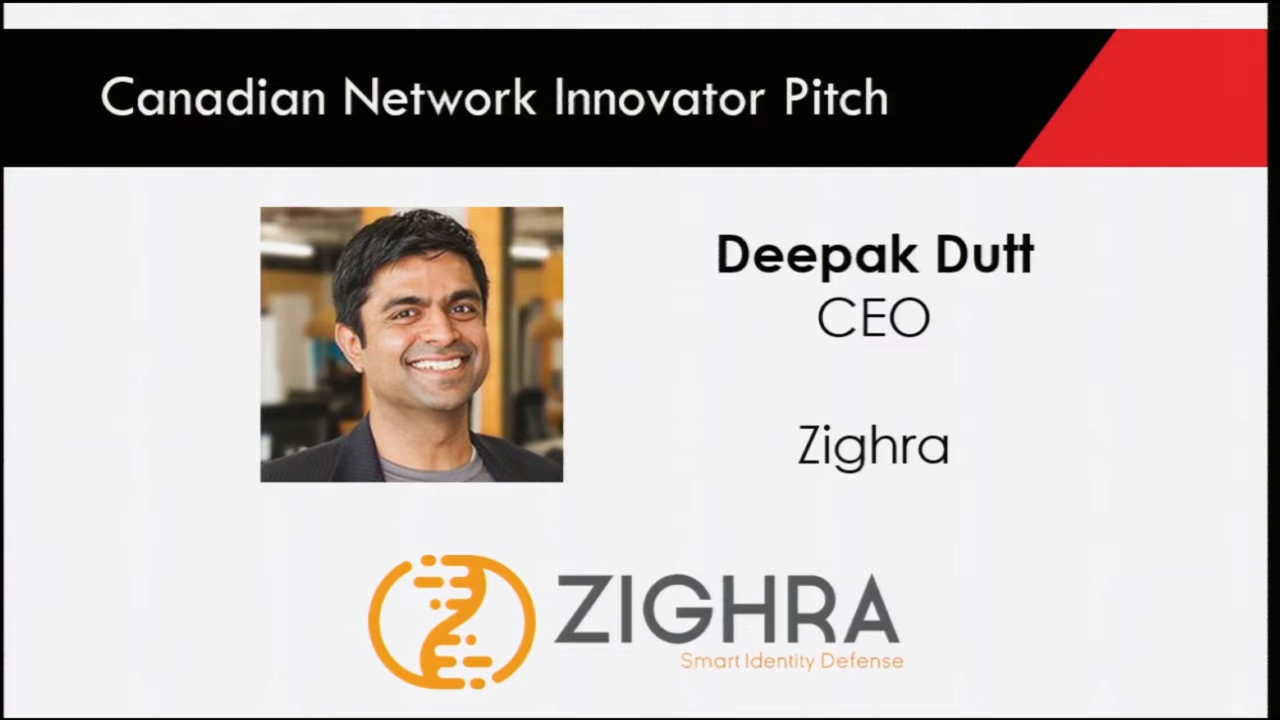 Canadian Network Innovator Pitch
Deepak Dutt
CEO
Zighra
ZIGHRA
Smart Identity Defense